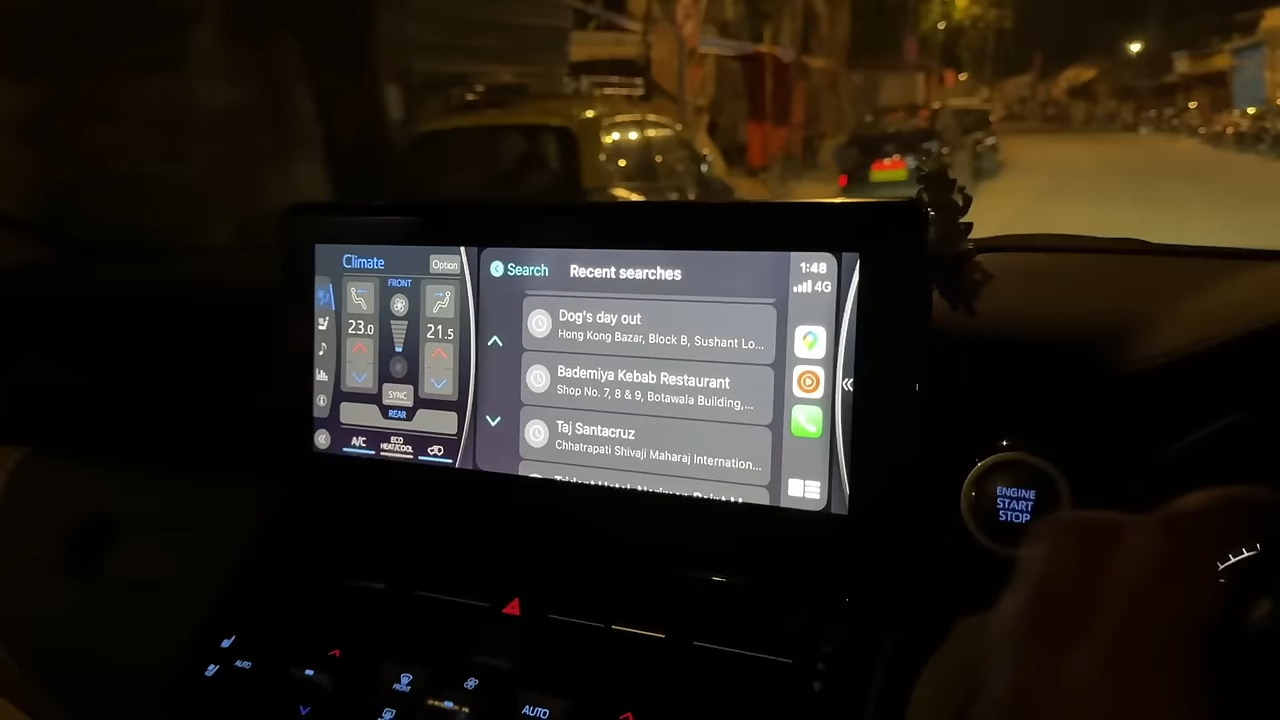 Climate
Option
FRONT
23.0
21.5
SYNC
REAR
A/C
ECO
HEAT/COOL
Search
Recent searches
Dog's day out
Hong Kong Bazar, Block B, Sushant Lo...
Bademiya Kebab Restaurant
Shop No. 7, 8 & 9, Botawala Building,...
Taj Santacruz
Chhatrapati Shivaji Maharaj Internation...
1:48
4G
ENGINE
START
STOP
AUTO
FRONT
AUTO